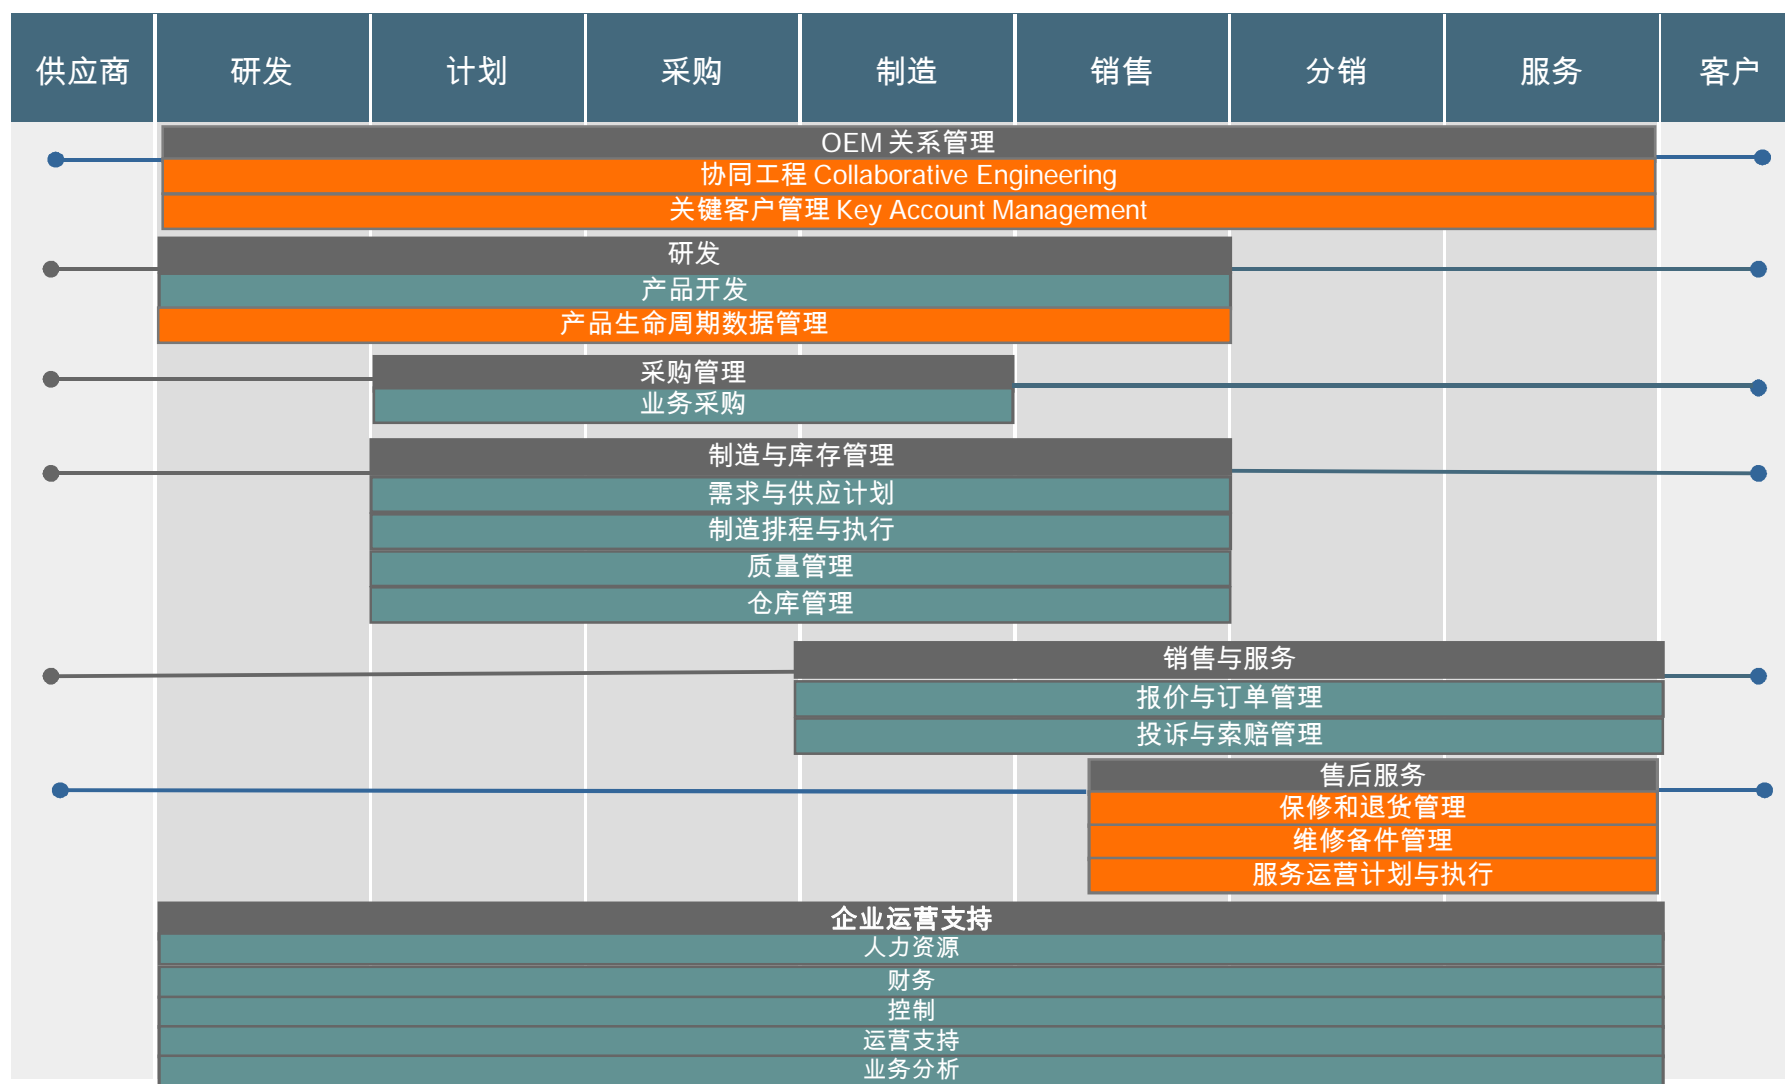 供应商 研发 计划 采购 制造 销售 分销 服务 客户
OEM 关系管理
协同工程 Collaborative Engineering
关键客户管理 Key Account Management
研发
产品开发
产品生命周期数据管理
采购管理
业务采购
制造与库存管理
需求与供应计划
制造排程与执行
质量管理
仓库管理
销售与服务
报价与订单管理
投诉与索赔管理
售后服务
保修和退货管理
维修备件管理
服务运营计划与执行
企业运营支持
人力资源
财务
控制
运营支持
业务分析